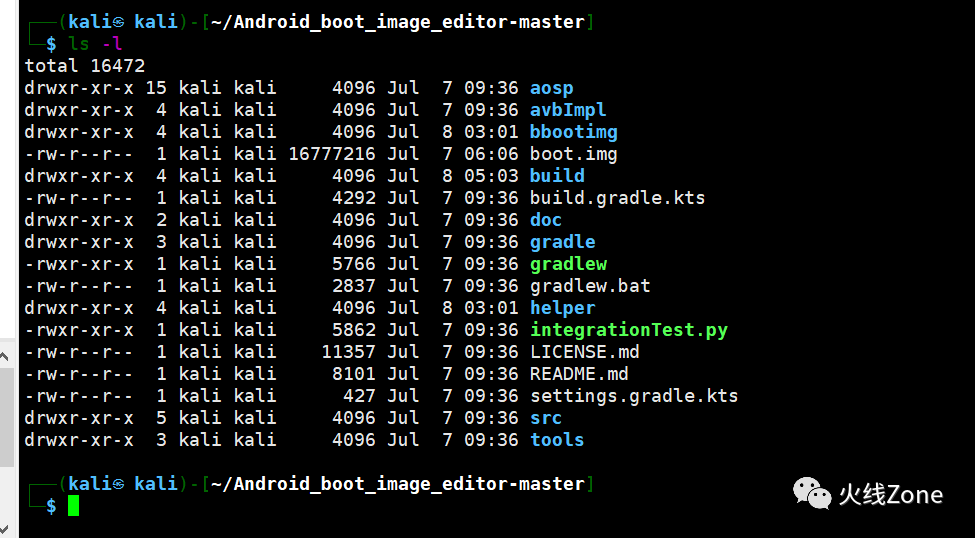 (kali㉿ kali)-[~/Android_boot_image_editor-master]
$ ls -l
total 16472
drwxr-xr-x 15 kali kali     4096 Jul  7 09:36 aosp
drwxr-xr-x  4 kali kali     4096 Jul  7 09:36 avbImpl
drwxr-xr-x  4 kali kali     4096 Jul  8 03:01 bbootimg
-rw-r--r--  1 kali kali 16777216 Jul  7 06:06 boot.img
drwxr-xr-x  4 kali kali     4096 Jul  8 05:03 build
-rw-r--r--  1 kali kali     4292 Jul  7 09:36 build.gradle.kts
drwxr-xr-x  2 kali kali     4096 Jul  7 09:36 doc
drwxr-xr-x  3 kali kali     4096 Jul  7 09:36 gradle
-rwxr-xr-x  1 kali kali     5766 Jul  7 09:36 gradlew
-rw-r--r--  1 kali kali     2837 Jul  7 09:36 gradlew.bat
drwxr-xr-x  4 kali kali     4096 Jul  8 03:01 helper
-rwxr-xr-x  1 kali kali     5862 Jul  7 09:36 integrationTest.py
-rw-r--r--  1 kali kali    11357 Jul  7 09:36 LICENSE.md
-rw-r--r--  1 kali kali     8101 Jul  7 09:36 README.md
-rw-r--r--  1 kali kali      427 Jul  7 09:36 settings.gradle.kts
drwxr-xr-x  5 kali kali     4096 Jul  7 09:36 src
drwxr-xr-x  3 kali kali     4096 Jul  7 09:36 tools
(kali㉿ kali)-[~/Android_boot_image_editor-master]
$
火线Zone